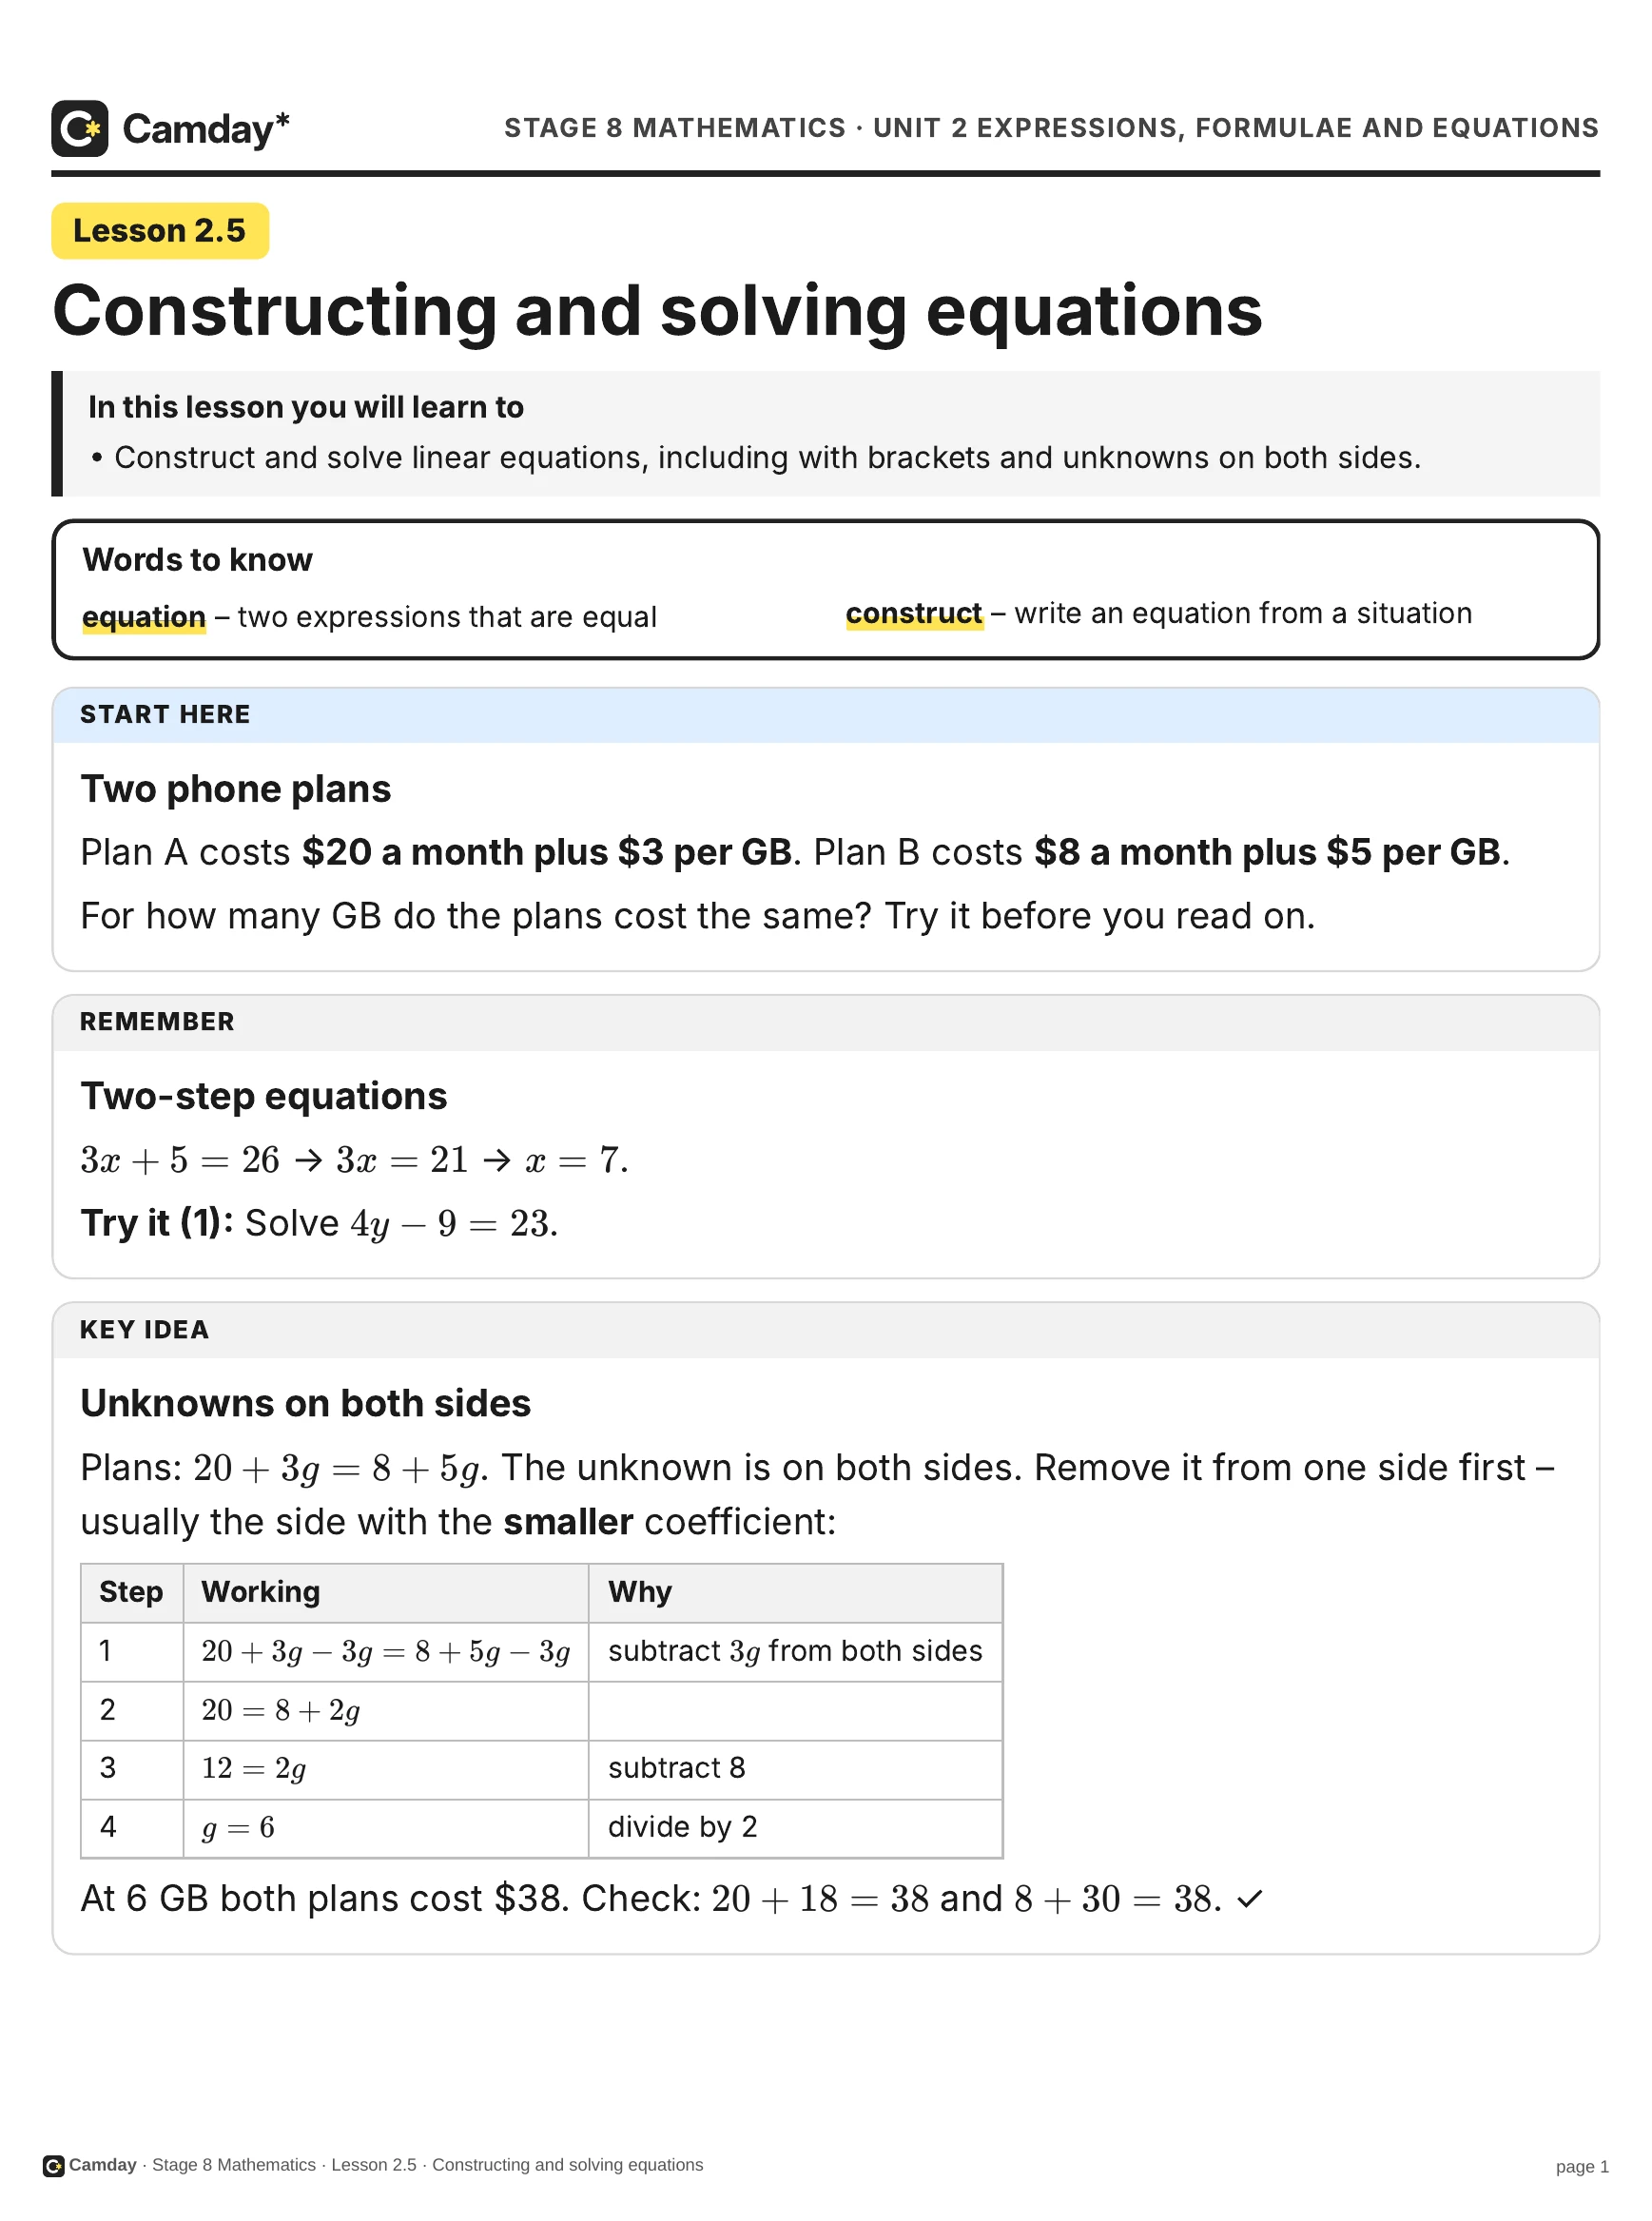 Camday*
STAGE 8 MATHEMATICS · UNIT 2 EXPRESSIONS, FORMULAE AND EQUATIONS
Lesson 2.5
Constructing and solving equations
In this lesson you will learn to
• Construct and solve linear equations, including with brackets and unknowns on both sides.
Words to know
equation – two expressions that are equal
construct – write an equation from a situation
START HERE
Two phone plans
Plan A costs $20 a month plus $3 per GB. Plan B costs $8 a month plus $5 per GB.
For how many GB do the plans cost the same? Try it before you read on.
REMEMBER
Two-step equations
3x + 5 = 26 → 3x = 21 → x = 7.
Try it (1): Solve 4y − 9 = 23.
KEY IDEA
Unknowns on both sides
Plans: 20 + 3g = 8 + 5g. The unknown is on both sides. Remove it from one side first –
usually the side with the smaller coefficient:
Step Working Why
1 20 + 3g − 3g = 8 + 5g − 3g subtract 3g from both sides
2 20 = 8 + 2g
3 12 = 2g subtract 8
4 g = 6 divide by 2
At 6 GB both plans cost $38. Check: 20 + 18 = 38 and 8 + 30 = 38. ✓
Camday · Stage 8 Mathematics · Lesson 2.5 · Constructing and solving equations
page 1